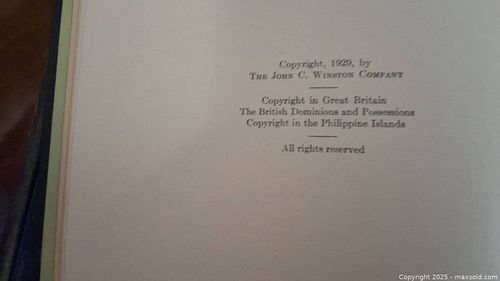 Copyright, 1929, by
THE JOHN C. WINSTON COMPANY
Copyright in Great Britain
The British Dominions and Possessions
Copyright in the Philippine Islands
All rights reserved
Copyright 2025 - maxsold.com